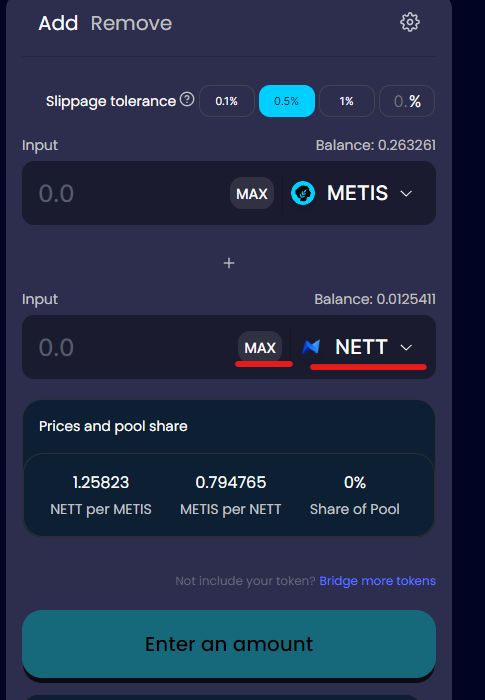 Add Remove
Slippage tolerance ? 0.1% 0.5% 1% 0. %
Input Balance: 0.263261
0.0 MAX METIS
+
Input Balance: 0.0125411
0.0 MAX NETT
Prices and pool share
1.25823 0.794765 0%
NETT per METIS METIS per NETT Share of Pool
Not include your token? Bridge more tokens
Enter an amount